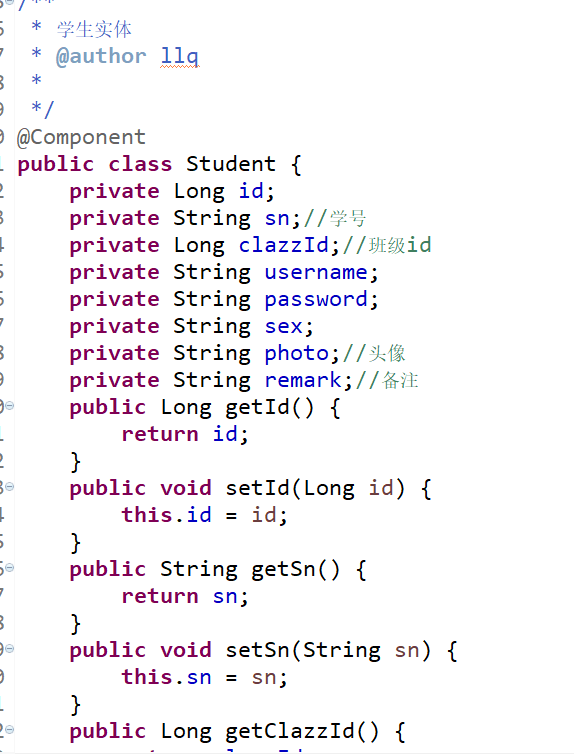 /**
* 学生实体
* @author llq
*
*/
@Component
public class Student {
private Long id;
private String sn;//学号
private Long clazzId;//班级id
private String username;
private String password;
private String sex;
private String photo;//头像
private String remark;//备注
public Long getId() {
return id;
}
public void setId(Long id) {
this.id = id;
}
public String getSn() {
return sn;
}
public void setSn(String sn) {
this.sn = sn;
}
public Long getClazzId() {